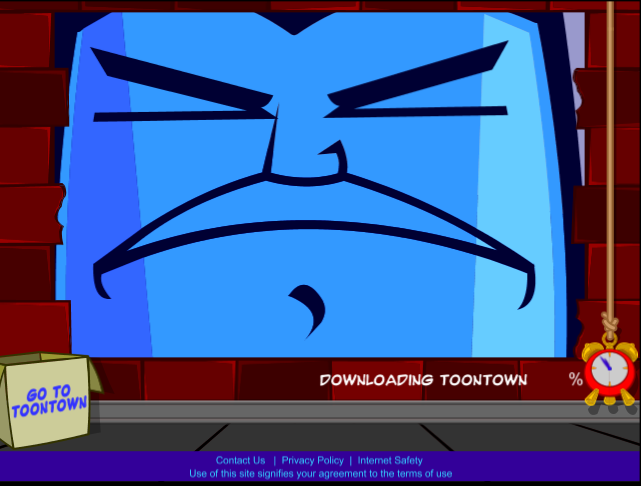 DOWNLOADING TOONTOWN %
GO TO
TOONTOWN
Contact Us | Privacy Policy | Internet Safety
Use of this site signifies your agreement to the terms of use